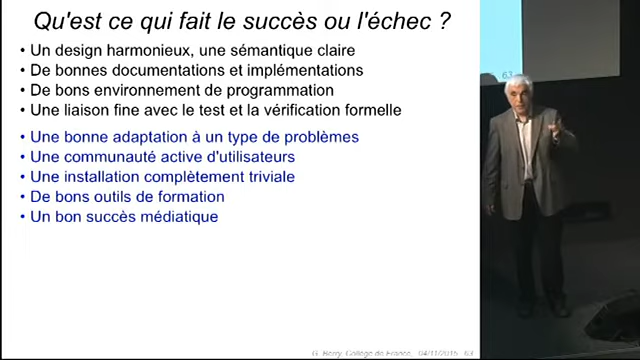 Qu'est ce qui fait le succès ou l'échec ?
• Un design harmonieux, une sémantique claire
• De bonnes documentations et implémentations
• De bons environnement de programmation
• Une liaison fine avec le test et la vérification formelle
• Une bonne adaptation à un type de problèmes
• Une communauté active d'utilisateurs
• Une installation complètement triviale
• De bons outils de formation
• Un bon succès médiatique
63
G. Berry, Collège de France, 04/11/2015 63